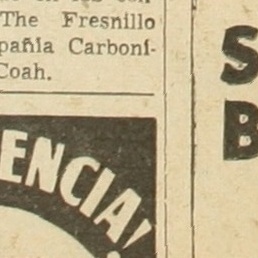 The Fresnillo
pañia Carboní-
Coah.
ENCIA!
S
B